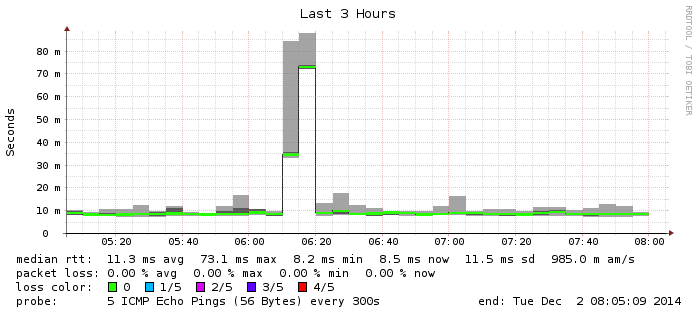 Last 3 Hours
RRDTOOL / TOBI OETIKER
Seconds
80 m
70 m
60 m
50 m
40 m
30 m
20 m
10 m
0
05:20 05:40 06:00 06:20 06:40 07:00 07:20 07:40 08:00
median rtt: 11.3 ms avg 73.1 ms max 8.2 ms min 8.5 ms now 11.5 ms sd 985.0 m am/s
packet loss: 0.00 % avg 0.00 % max 0.00 % min 0.00 % now
loss color: 0 1/5 2/5 3/5 4/5
probe: 5 ICMP Echo Pings (56 Bytes) every 300s end: Tue Dec 2 08:05:09 2014